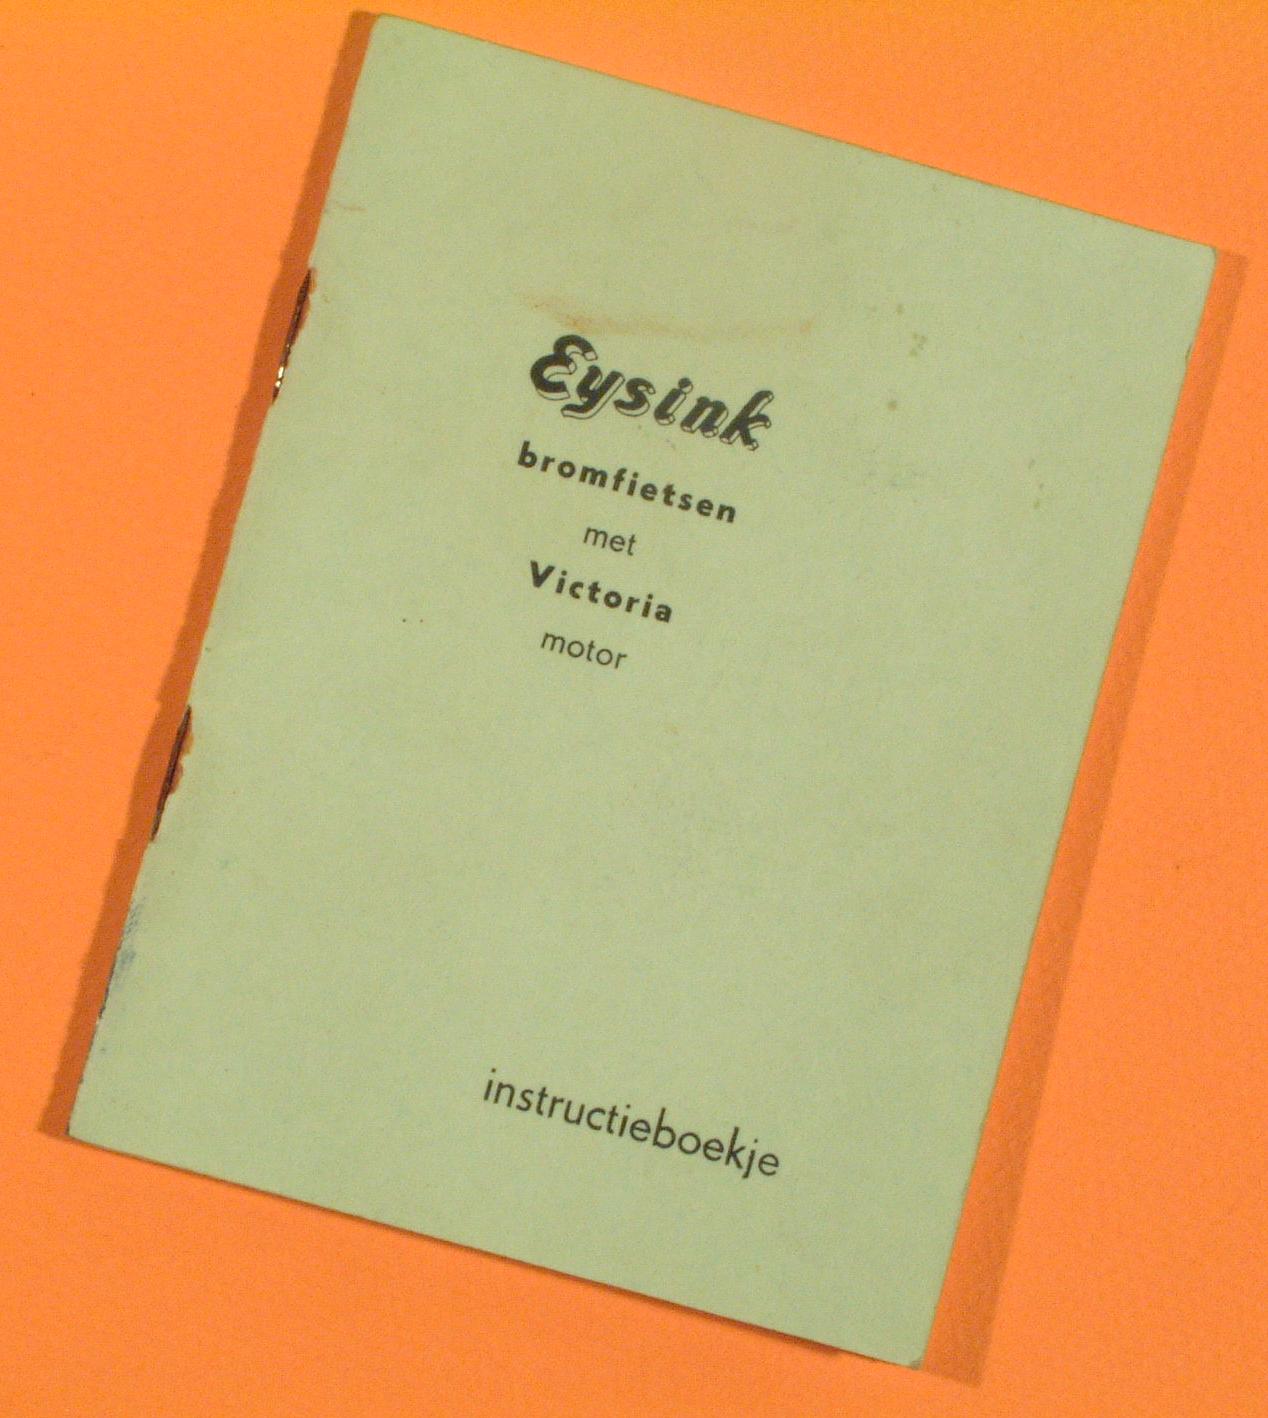 Eysink
bromfietsen
met
Victoria
motor
instructieboekje